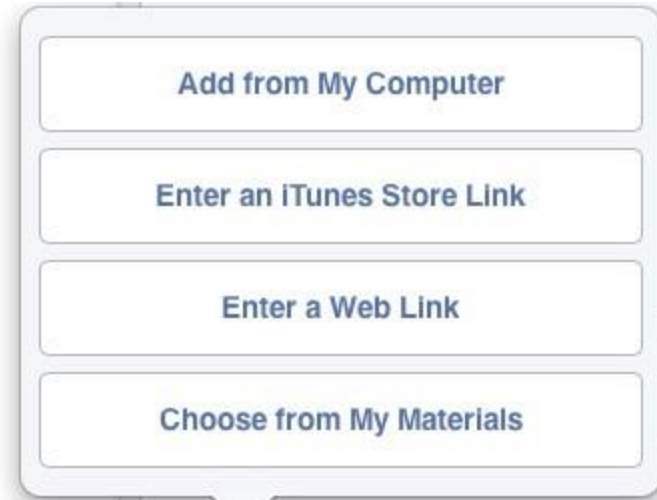 Add from My Computer
Enter an iTunes Store Link
Enter a Web Link
Choose from My Materials